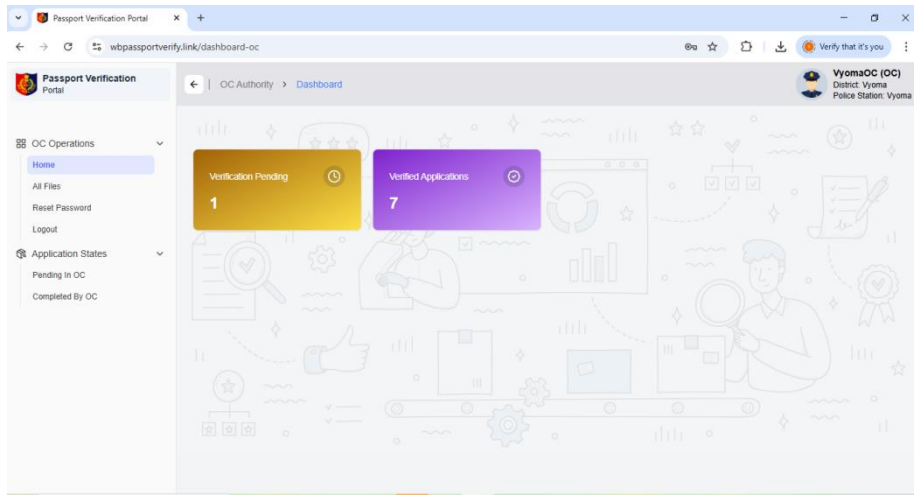 Passport Verification Portal
wbpassportverify.link/dashboard-oc
Verify that it's you
Passport Verification
Portal
OC Authority > Dashboard
VyomaOC (OC)
District: Vyoma
Police Station: Vyoma
OC Operations
Home
All Files
Reset Password
Logout
Application States
Pending In OC
Completed By OC
Verification Pending
1
Verified Applications
7